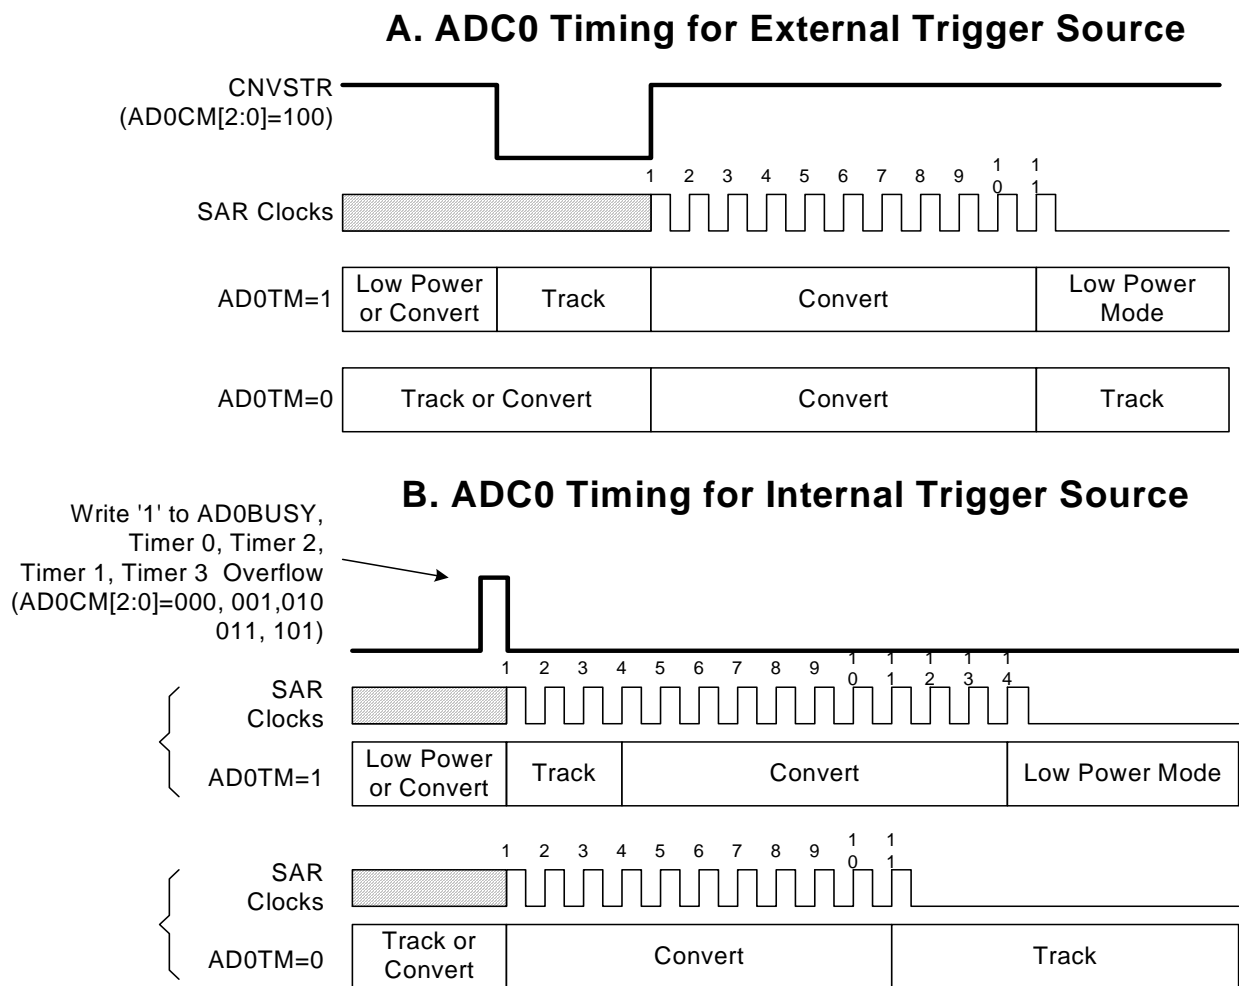 A. ADC0 Timing for External Trigger Source
CNVSTR
(AD0CM[2:0]=100)
1 2 3 4 5 6 7 8 9 10 11
SAR Clocks
AD0TM=1
Low Power
or Convert
Track
Convert
Low Power
Mode
AD0TM=0
Track or Convert
Convert
Track
B. ADC0 Timing for Internal Trigger Source
Write '1' to AD0BUSY,
Timer 0, Timer 2,
Timer 1, Timer 3 Overflow
(AD0CM[2:0]=000, 001,010
011, 101)
1 2 3 4 5 6 7 8 9 10 11 12 13 14
SAR
Clocks
AD0TM=1
Low Power
or Convert
Track
Convert
Low Power Mode
1 2 3 4 5 6 7 8 9 10 11
SAR
Clocks
AD0TM=0
Track or
Convert
Convert
Track